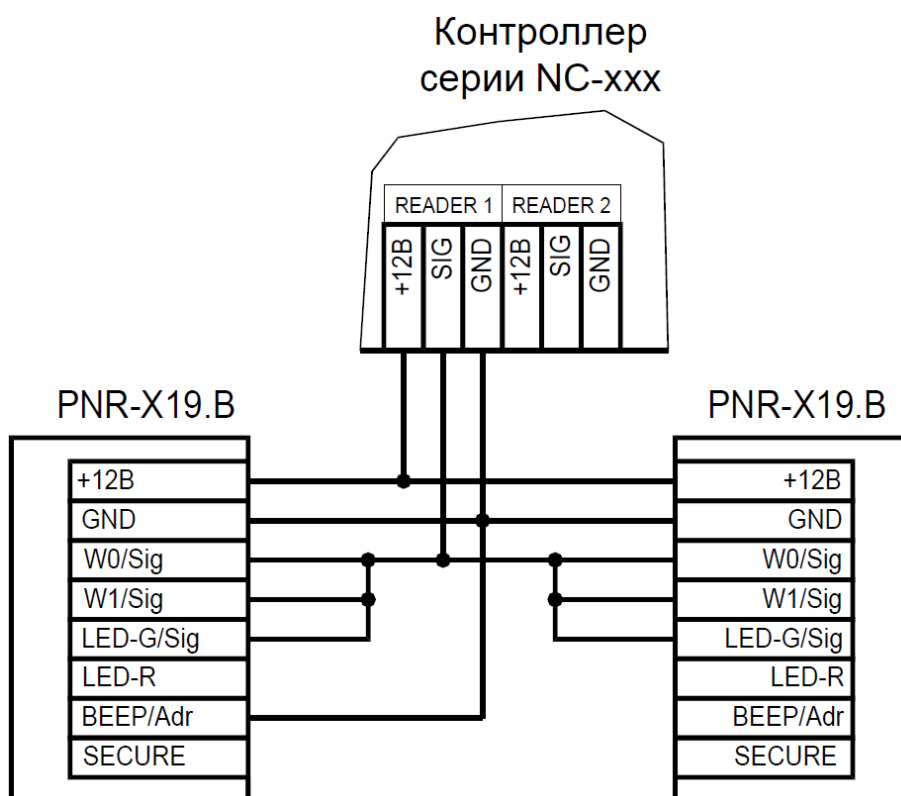 Контроллер
серии NC-xxx
READER 1 READER 2
+12В SIG GND +12В SIG GND
PNR-X19.В PNR-X19.В
+12В +12В
GND GND
W0/Sig W0/Sig
W1/Sig W1/Sig
LED-G/Sig LED-G/Sig
LED-R LED-R
BEEP/Adr BEEP/Adr
SECURE SECURE